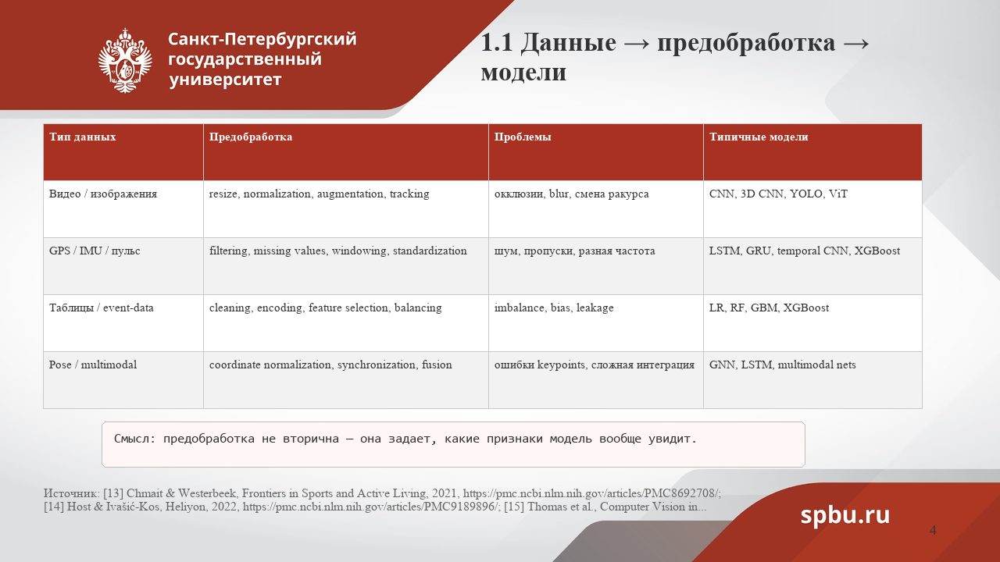 Санкт-Петербургский
государственный
университет
1.1 Данные → предобработка →
модели
Тип данных
Предобработка
Проблемы
Типичные модели
Видео / изображения
resize, normalization, augmentation, tracking
окклюзии, blur, смена ракурса
CNN, 3D CNN, YOLO, ViT
GPS / IMU / пульс
filtering, missing values, windowing, standardization
шум, пропуски, разная частота
LSTM, GRU, temporal CNN, XGBoost
Таблицы / event-data
cleaning, encoding, feature selection, balancing
imbalance, bias, leakage
LR, RF, GBM, XGBoost
Pose / multimodal
coordinate normalization, synchronization, fusion
ошибки keypoints, сложная интеграция
GNN, LSTM, multimodal nets
Смысл: предобработка не вторична — она задает, какие признаки модель вообще увидит.
Источник: [13] Chmait & Westerbeek, Frontiers in Sports and Active Living, 2021, https://pmc.ncbi.nlm.nih.gov/articles/PMC8692708/;
[14] Host & Ivašić-Kos, Heliyon, 2022, https://pmc.ncbi.nlm.nih.gov/articles/PMC9189896/; [15] Thomas et al., Computer Vision in...
spbu.ru
4